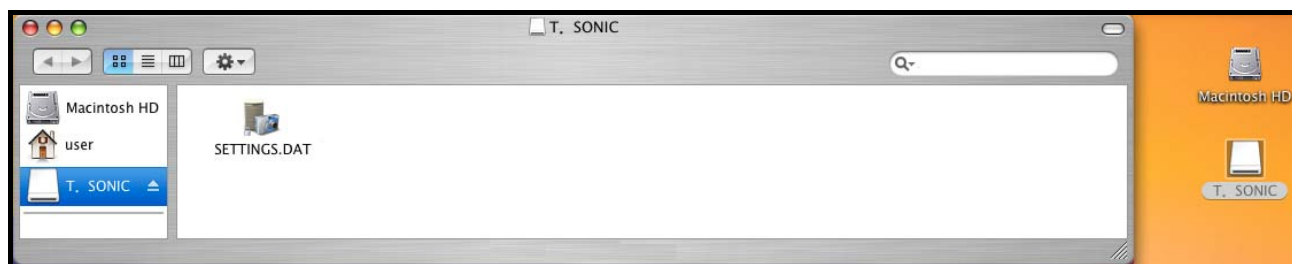 T. SONIC
Macintosh HD
user
T. SONIC
SETTINGS.DAT
Macintosh HD
T. SONIC